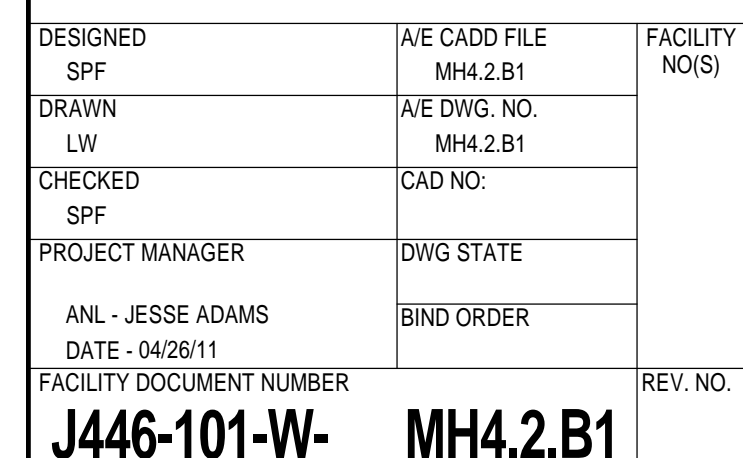 DESIGNED
SPF
A/E CADD FILE
MH4.2.B1
FACILITY
NO(S)
DRAWN
LW
A/E DWG. NO.
MH4.2.B1
CHECKED
SPF
CAD NO:
PROJECT MANAGER
ANL - JESSE ADAMS
DATE - 04/26/11
DWG STATE
BIND ORDER
FACILITY DOCUMENT NUMBER
J446-101-W- MH4.2.B1
REV. NO.